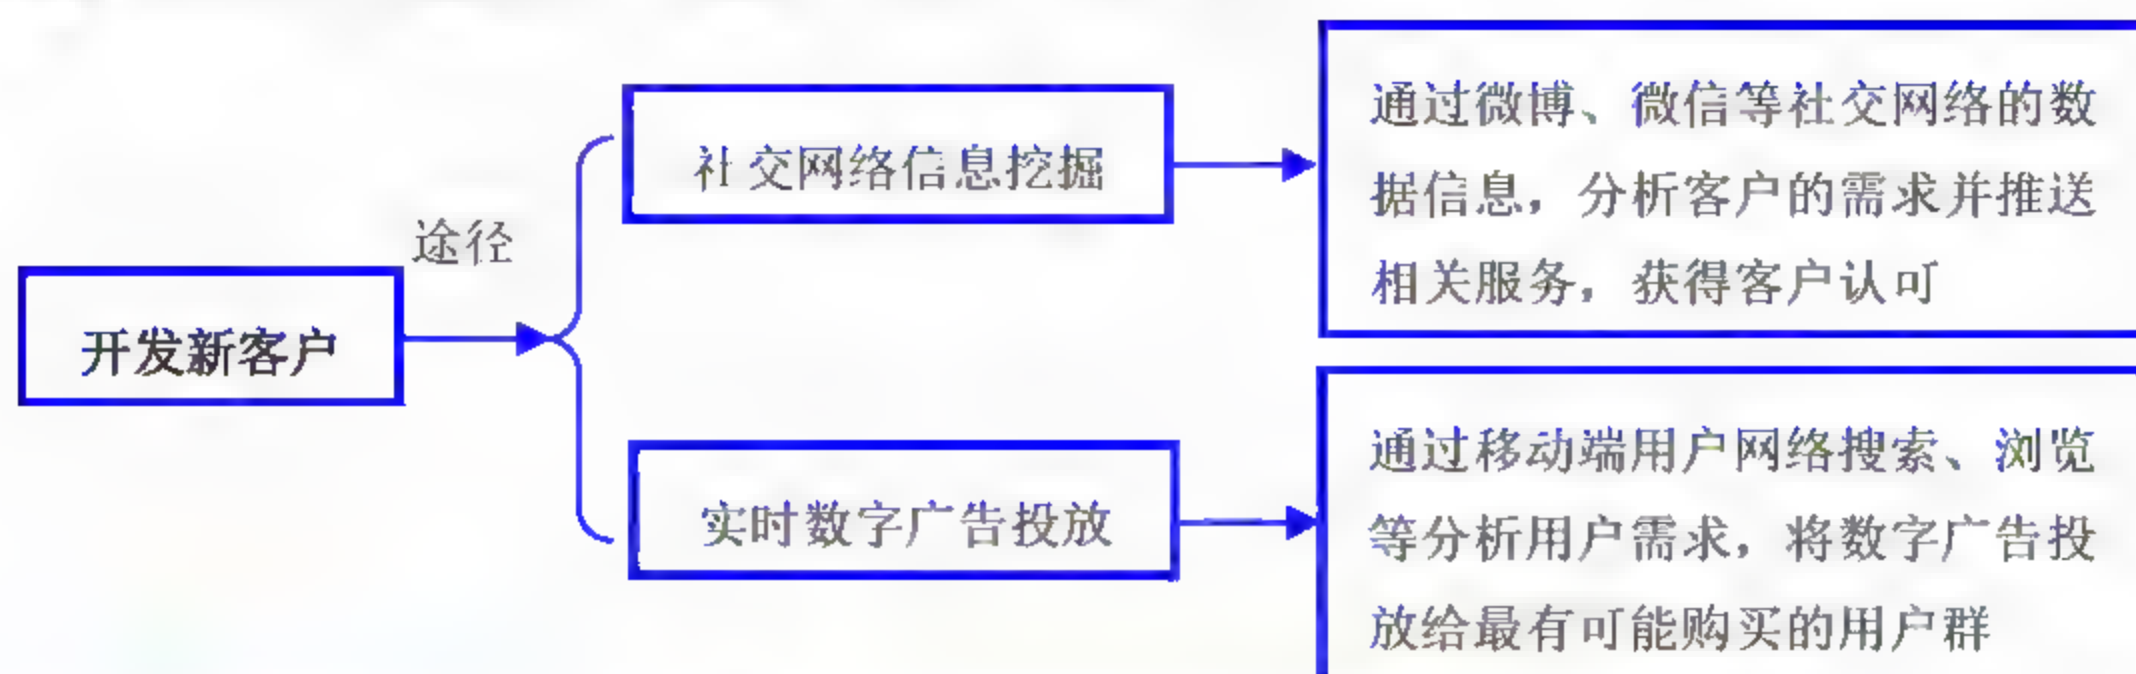 开发新客户
途径
社交网络信息挖掘
通过微博、微信等社交网络的数
据信息，分析客户的需求并推送
相关服务，获得客户认可
实时数字广告投放
通过移动端用户网络搜索、浏览
等分析用户需求，将数字广告投
放给最有可能购买的用户群